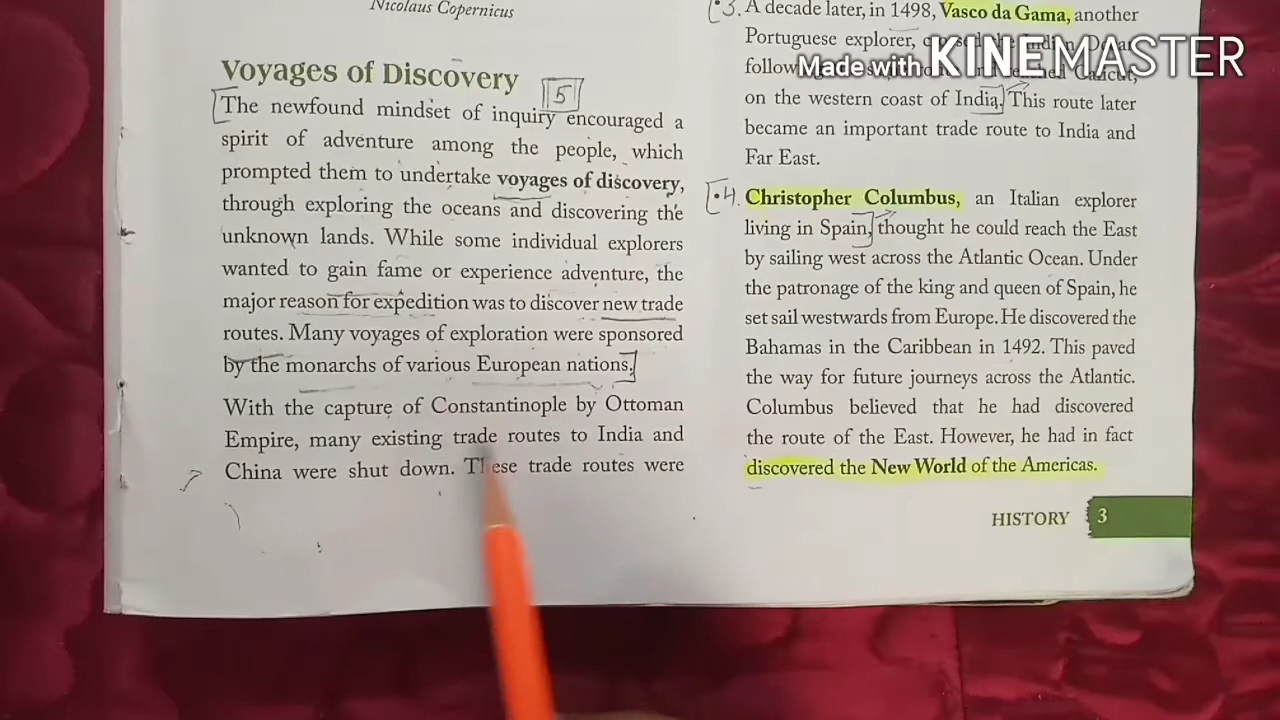 Nicolaus Copernicus
Voyages of Discovery
5
The newfound mindset of inquiry encouraged a
spirit of adventure among the people, which
prompted them to undertake voyages of discovery,
through exploring the oceans and discovering the
unknown lands. While some individual explorers
wanted to gain fame or experience adventure, the
major reason for expedition was to discover new trade
routes. Many voyages of exploration were sponsored
by the monarchs of various European nations.
With the capture of Constantinople by Ottoman
Empire, many existing trade routes to India and
China were shut down. These trade routes were
3. A decade later, in 1498, Vasco da Gama, another
Portuguese explorer,
Made with KINEMASTER
Calicut,
on the western coast of India. This route later
became an important trade route to India and
Far East.
4. Christopher Columbus, an Italian explorer
living in Spain, thought he could reach the East
by sailing west across the Atlantic Ocean. Under
the patronage of the king and queen of Spain, he
set sail westwards from Europe. He discovered the
Bahamas in the Caribbean in 1492. This paved
the way for future journeys across the Atlantic.
Columbus believed that he had discovered
the route of the East. However, he had in fact
discovered the New World of the Americas.
HISTORY 3